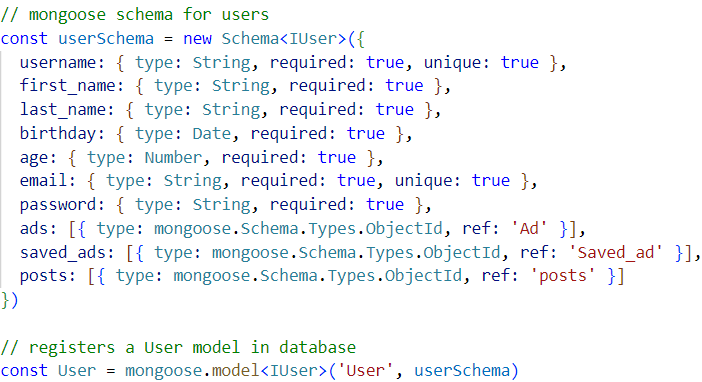 // mongoose schema for users
const userSchema = new Schema<IUser>({
  username: { type: String, required: true, unique: true },
  first_name: { type: String, required: true },
  last_name: { type: String, required: true },
  birthday: { type: Date, required: true },
  age: { type: Number, required: true },
  email: { type: String, required: true, unique: true },
  password: { type: String, required: true },
  ads: [{ type: mongoose.Schema.Types.ObjectId, ref: 'Ad' }],
  saved_ads: [{ type: mongoose.Schema.Types.ObjectId, ref: 'Saved_ad' }],
  posts: [{ type: mongoose.Schema.Types.ObjectId, ref: 'posts' }]
})

// registers a User model in database
const User = mongoose.model<IUser>('User', userSchema)